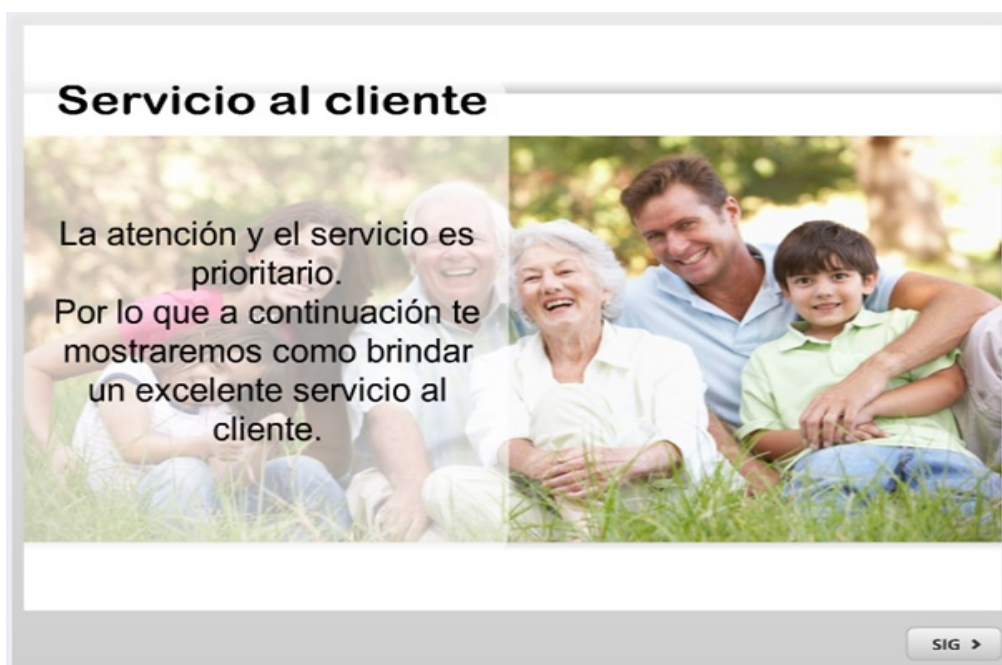 Servicio al cliente
La atención y el servicio es
prioritario.
Por lo que a continuación te
mostraremos como brindar
un excelente servicio al
cliente.
SIG >